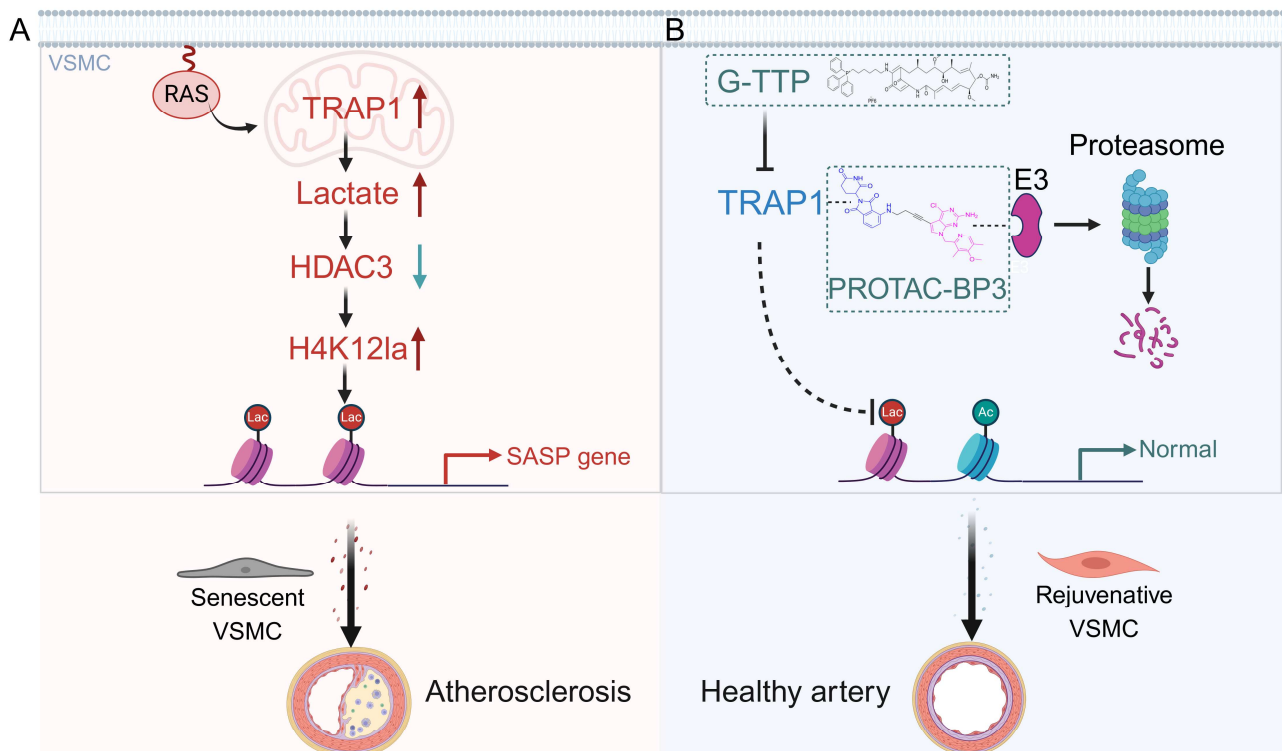 A
VSMC
RAS
TRAP1
Lactate
HDAC3
H4K12la
Lac
Lac
SASP gene
Senescent
VSMC
Atherosclerosis
B
G-TTP
TRAP1
PROTAC-BP3
E3
Proteasome
Lac
Ac
Normal
Rejuvenative
VSMC
Healthy artery